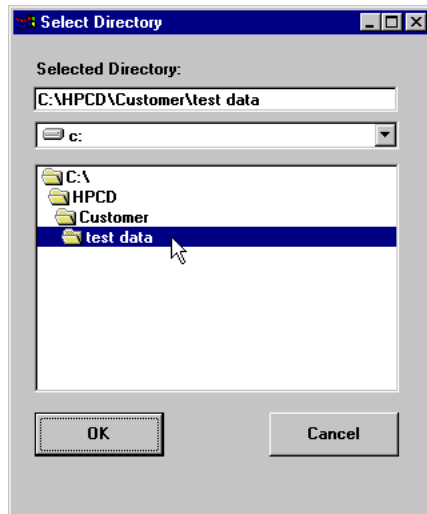 Select Directory
Selected Directory:
C:\HPCD\Customer\test data
c:
C:\
HPCD
Customer
test data
OK
Cancel